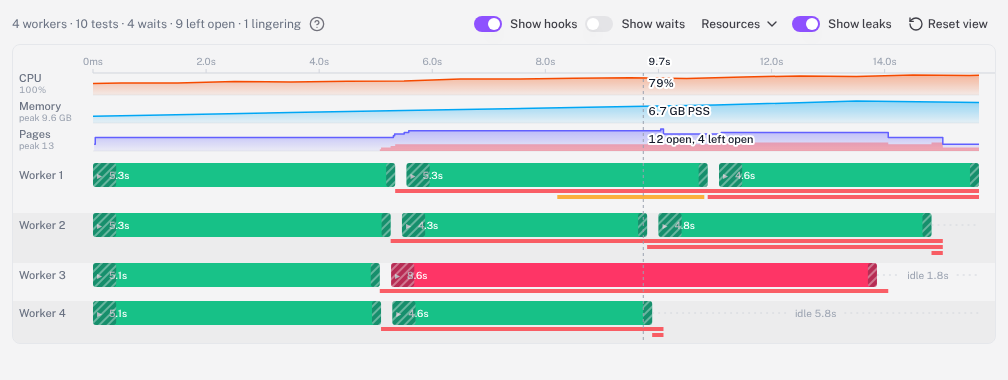 4 workers · 10 tests · 4 waits · 9 left open · 1 lingering ?
Show hooks
Show waits
Resources
Show leaks
Reset view
0ms 2.0s 4.0s 6.0s 8.0s 9.7s 12.0s 14.0s
CPU
100%
79%
Memory
peak 9.6 GB
6.7 GB PSS
Pages
peak 13
12 open, 4 left open
Worker 1 5.3s 5.3s 4.6s
Worker 2 5.3s 4.3s 4.8s
Worker 3 5.1s 8.6s idle 1.8s
Worker 4 5.1s 4.6s idle 5.8s